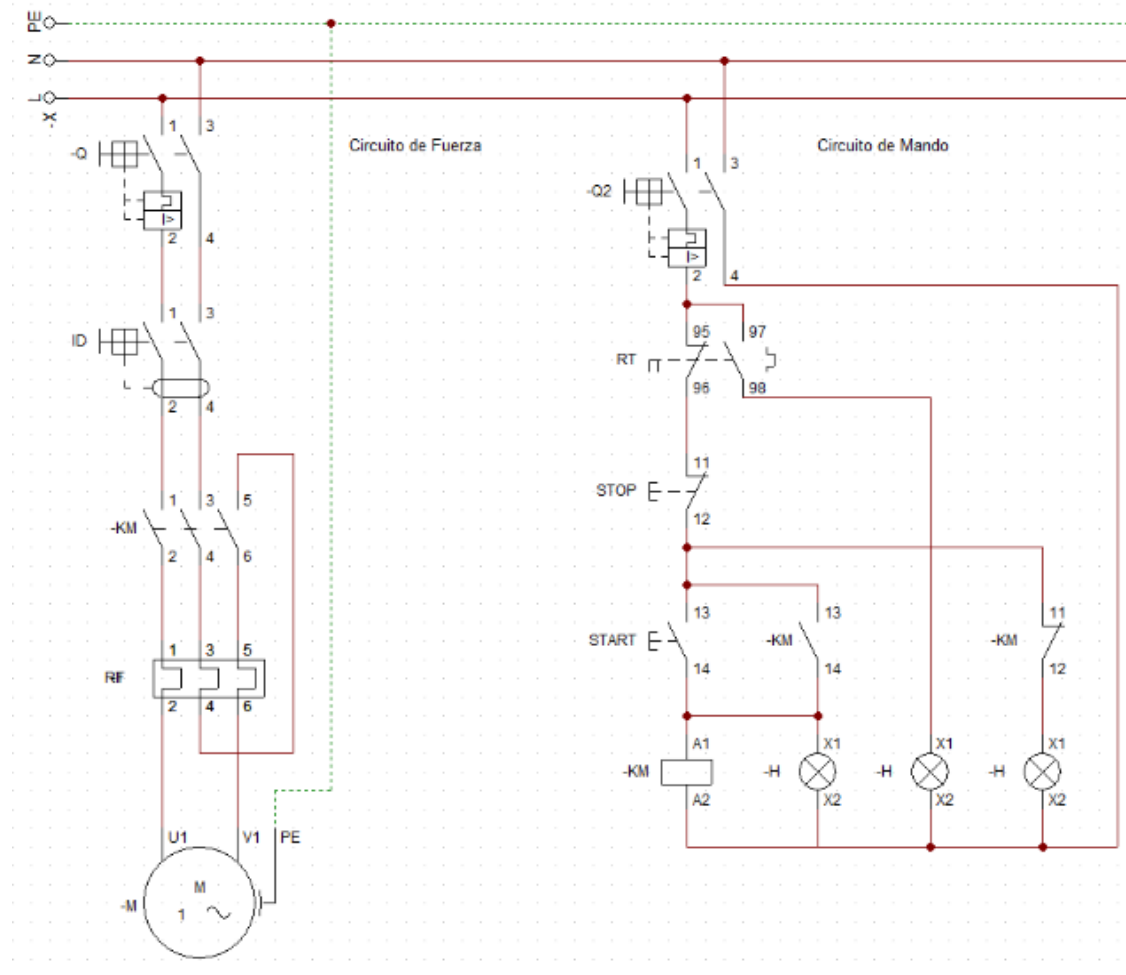 PE
N
L
-X
1 3
Circuito de Fuerza
Circuito de Mando
-Q
I>
2 4
1 3
-Q2
I>
2 4
1 3
ID
2 4
95 97
RT
96 98
1 3 5
-KM
2 4 6
11
STOP
12
13 13 11
START -KM -KM
14 14 12
1 3 5
2 4 6
A1 X1 X1 X1
-KM -H -H -H
A2 X2 X2 X2
U1 V1 PE
M
-M
1